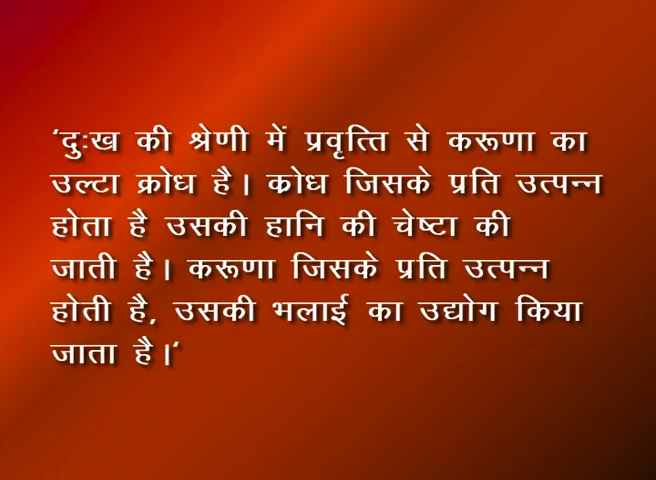 ‘दुःख की श्रेणी में प्रवृत्ति से करूणा का
उल्टा क्रोध है। क्रोध जिसके प्रति उत्पन्न
होता है उसकी हानि की चेष्टा की
जाती है। करूणा जिसके प्रति उत्पन्न
होती है, उसकी भलाई का उद्योग किया
जाता है।’